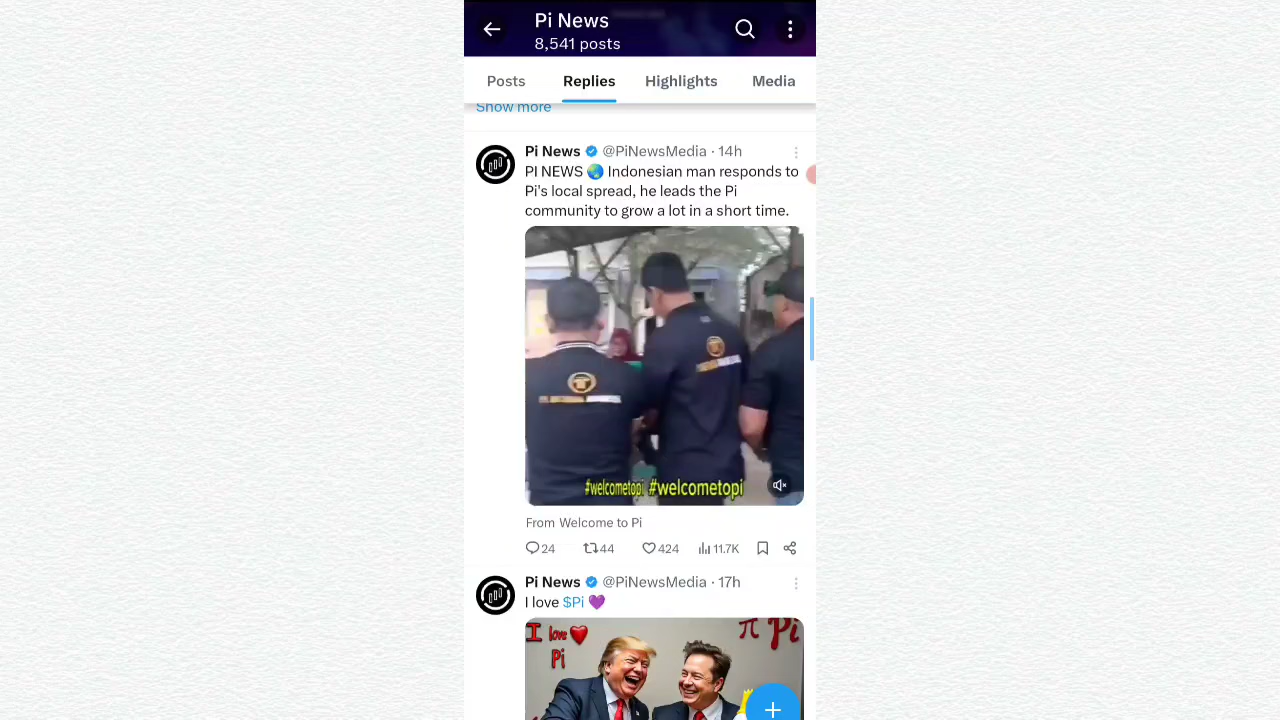 Pi News
8,541 posts
Posts Replies Highlights Media
Show more
Pi News @PiNewsMedia · 14h
PI NEWS 🌏 Indonesian man responds to
Pi's local spread, he leads the Pi
community to grow a lot in a short time.
#welcometopi #welcometopi
From Welcome to Pi
24 44 424 11.7K
Pi News @PiNewsMedia · 17h
I love $Pi 💜
I love ❤️ π Pi
Pi